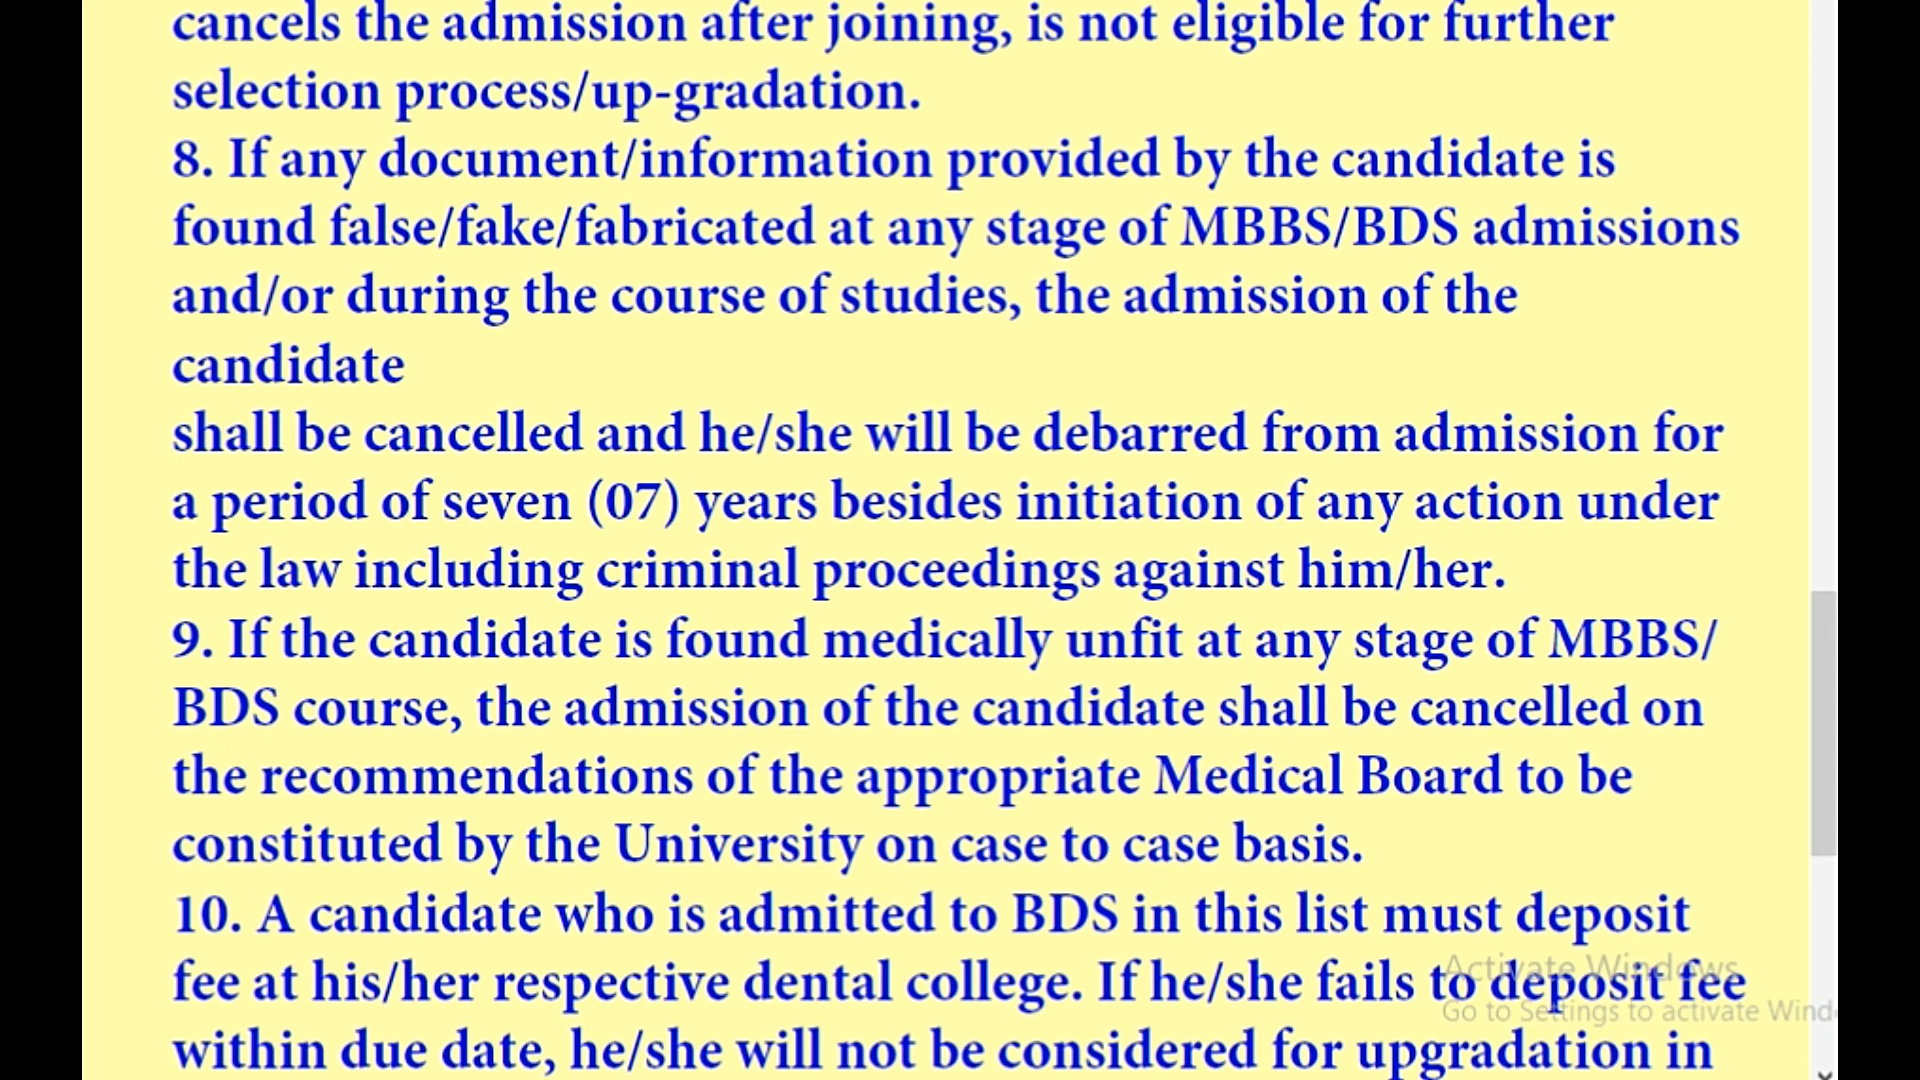 cancels the admission after joining, is not eligible for further
selection process/up-gradation.
8. If any document/information provided by the candidate is
found false/fake/fabricated at any stage of MBBS/BDS admissions
and/or during the course of studies, the admission of the
candidate
shall be cancelled and he/she will be debarred from admission for
a period of seven (07) years besides initiation of any action under
the law including criminal proceedings against him/her.
9. If the candidate is found medically unfit at any stage of MBBS/
BDS course, the admission of the candidate shall be cancelled on
the recommendations of the appropriate Medical Board to be
constituted by the University on case to case basis.
10. A candidate who is admitted to BDS in this list must deposit
fee at his/her respective dental college. If he/she fails to deposit fee
within due date, he/she will not be considered for upgradation in
Activate Windows
Go to Settings to activate Wind